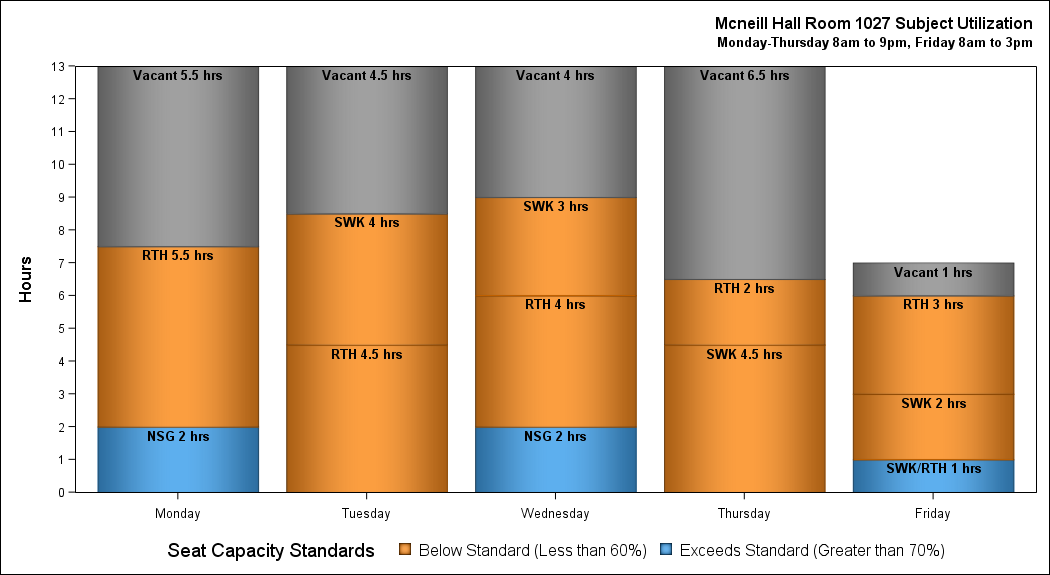 Mcneill Hall Room 1027 Subject Utilization
Monday-Thursday 8am to 9pm, Friday 8am to 3pm
13
12
11
10
9
8
7
6
5
4
3
2
1
0
Hours
Vacant 5.5 hrs
RTH 5.5 hrs
NSG 2 hrs
Vacant 4.5 hrs
SWK 4 hrs
RTH 4.5 hrs
Vacant 4 hrs
SWK 3 hrs
RTH 4 hrs
NSG 2 hrs
Vacant 6.5 hrs
RTH 2 hrs
SWK 4.5 hrs
Vacant 1 hrs
RTH 3 hrs
SWK 2 hrs
SWK/RTH 1 hrs
Monday Tuesday Wednesday Thursday Friday
Seat Capacity Standards Below Standard (Less than 60%) Exceeds Standard (Greater than 70%)